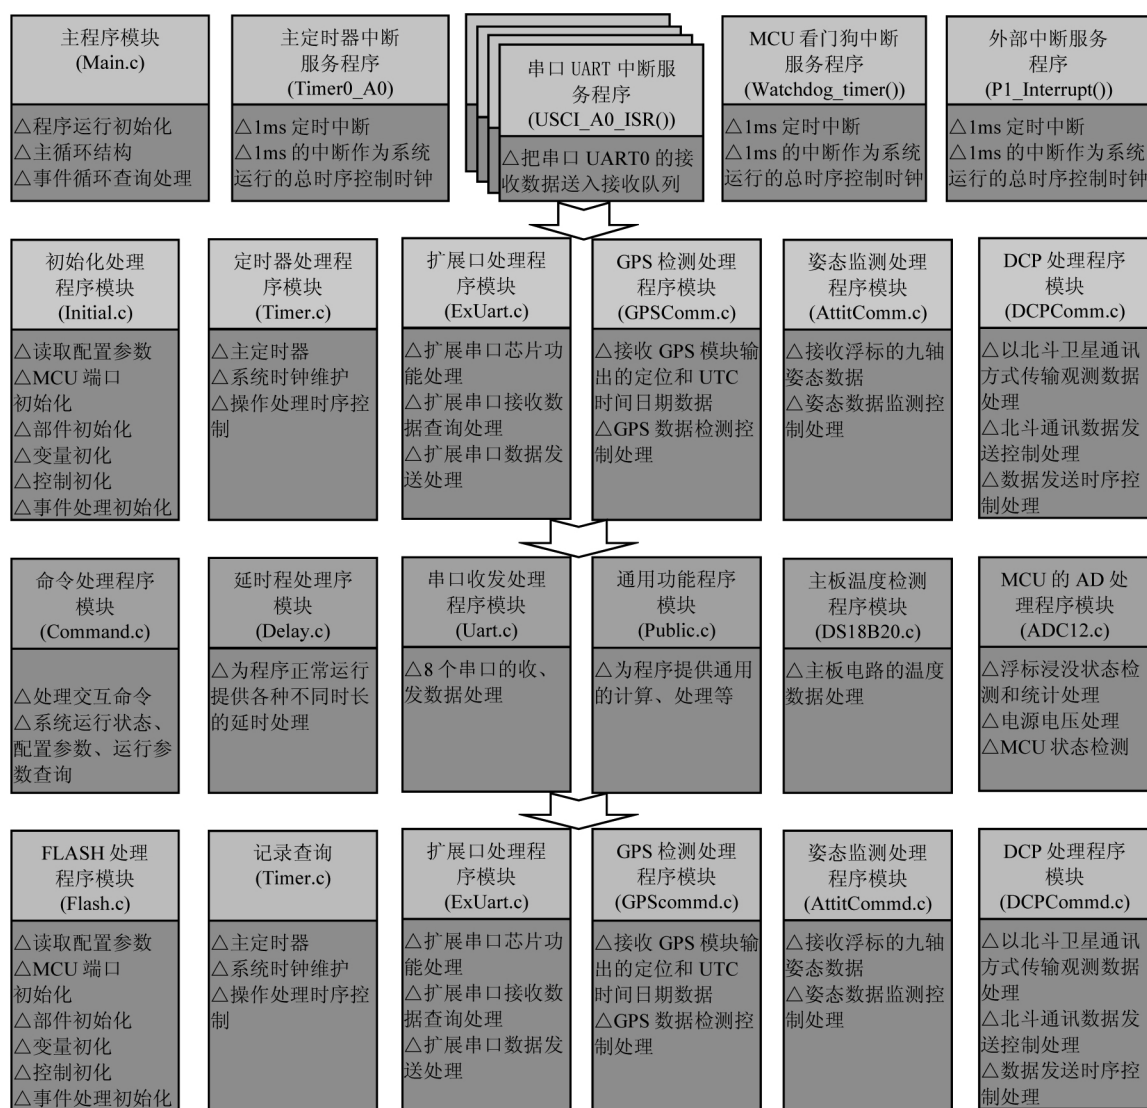 主程序模块
(Main.c)
△程序运行初始化
△主循环结构
△事件循环查询处理
主定时器中断
服务程序
(Timer0_A0)
△1ms 定时中断
△1ms 的中断作为系统
运行的总时序控制时钟
串口 UART 中断服
务程序
(USCI_A0_ISR())
△把串口 UART0 的接
收数据送入接收队列
MCU 看门狗中断
服务程序
(Watchdog_timer())
△1ms 定时中断
△1ms 的中断作为系统
运行的总时序控制时钟
外部中断服务
程序
(P1_Interrupt())
△1ms 定时中断
△1ms 的中断作为系统
运行的总时序控制时钟
初始化处理
程序模块
(Initial.c)
△读取配置参数
△MCU 端口
初始化
△部件初始化
△变量初化
△控制初化
△事件处理初始化
定时器处理程
序模块
(Timer.c)
△主定时器
△系统时钟维护
△操作处理时序控
制
扩展口处理程
序模块
(ExUart.c)
△扩展串口芯片功
能处理
△扩展串口接收数
据查询处理
△扩展串口数据发
送处理
GPS 检测处理
程序模块
(GPSComm.c)
△接收 GPS 模块输
出的定位和 UTC
时间日期数据
△GPS 数据检测控
制处理
姿态监测处理
程序模块
(AttitComm.c)
△接收浮标的九轴
姿态数据
△姿态数据监测控
制处理
DCP 处理程序
模块
(DCPComm.c)
△以北斗卫星通讯
方式传输观测数据
处理
△北斗通讯数据发
送控制处理
△数据发送时序控
制处理
命令处理程序
模块
(Command.c)
△处理交互命令
△系统运行状态、
配置参数、运行参
数查询
延时程处理序
模块
(Delay.c)
△为程序正常运行
提供各种不同时长
的延时处理
串口收发处理
程序模块
(Uart.c)
△8 个串口的收、
发数据处理
通用功能程序
模块
(Public.c)
△为程序提供通用
的计算、处理等
主板温度检测
程序模块
(DS18B20.c)
△主板电路的温度
数据处理
MCU 的 AD 处
理程序模块
(ADC12.c)
△浮标浸没状态检
测和统计处理
△电源电压处理
△MCU 状态检测
FLASH 处理
程序模块
(Flash.c)
△读取配置参数
△MCU 端口
初始化
△部件初始化
△变量初化
△控制初化
△事件处理初始化
记录查询
(Timer.c)
△主定时器
△系统时钟维护
△操作处理时序控
制
扩展口处理程
序模块
(ExUart.c)
△扩展串口芯片功
能处理
△扩展串口接收数
据查询处理
△扩展串口数据发
送处理
GPS 检测处理
程序模块
(GPScommd.c)
△接收 GPS 模块输
出的定位和 UTC
时间日期数据
△GPS 数据检测控
制处理
姿态监测处理
程序模块
(AttitCommd.c)
△接收浮标的九轴
姿态数据
△姿态数据监测控
制处理
DCP 处理程序
模块
(DCPCommd.c)
△以北斗卫星通讯
方式传输观测数据
处理
△北斗通讯数据发
送控制处理
△数据发送时序控
制处理